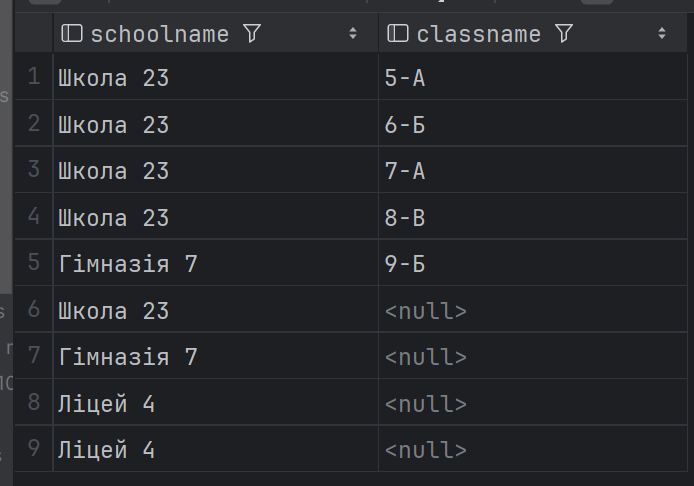 schoolname classname
1 Школа 23 5-А
2 Школа 23 6-Б
3 Школа 23 7-А
4 Школа 23 8-В
5 Гімназія 7 9-Б
6 Школа 23 <null>
7 Гімназія 7 <null>
8 Ліцей 4 <null>
9 Ліцей 4 <null>